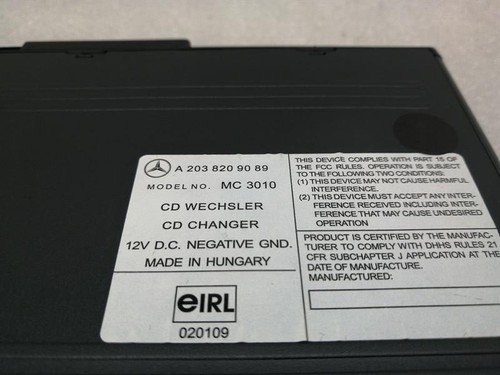 A 203 820 90 89
MODEL NO. MC 3010
CD WECHSLER
CD CHANGER
12V D.C. NEGATIVE GND.
MADE IN HUNGARY
eIRL
020109
THIS DEVICE COMPLIES WITH PART 15 OF
THE FCC RULES. OPERATION IS SUBJECT
TO THE FOLLOWING TWO CONDITIONS:
(1) THIS DEVICE MAY NOT CAUSE HARMFUL
INTERFERENCE.
(2) THIS DEVICE MUST ACCEPT ANY INTER-
FERENCE RECEIVED INCLUDING INTER-
FERENCE THAT MAY CAUSE UNDESIRED
OPERATION
PRODUCT IS CERTIFIED BY THE MANUFAC-
TURER TO COMPLY WITH DHHS RULES 21
CFR SUBCHAPTER J APPLICATION AT THE
DATE OF MANUFACTURE.
MANUFACTURED: